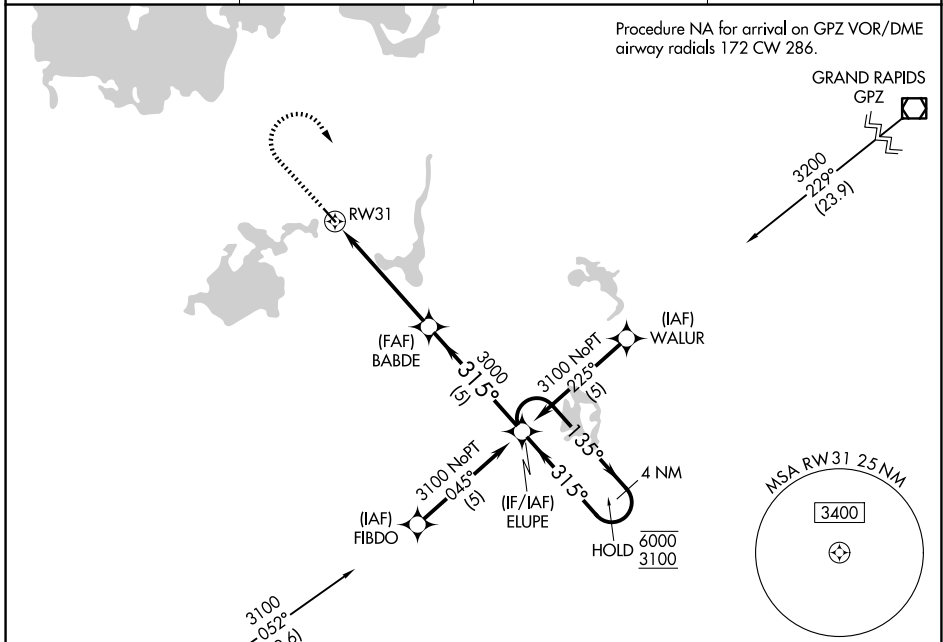 Procedure NA for arrival on GPZ VOR/DME
airway radials 172 CW 286.
GRAND RAPIDS
GPZ
3200
229°
(23.9)
RW31
(IAF)
WALUR
(FAF)
BABDE
3000
315°
(5)
3100 NoPT
225°
(5)
135°
315°
4 NM
3100 NoPT
045°
(5)
(IF/IAF)
ELUPE
(IAF)
FIBDO
HOLD
6000
3100
MSA RW31 25 NM
3400
3100
052°